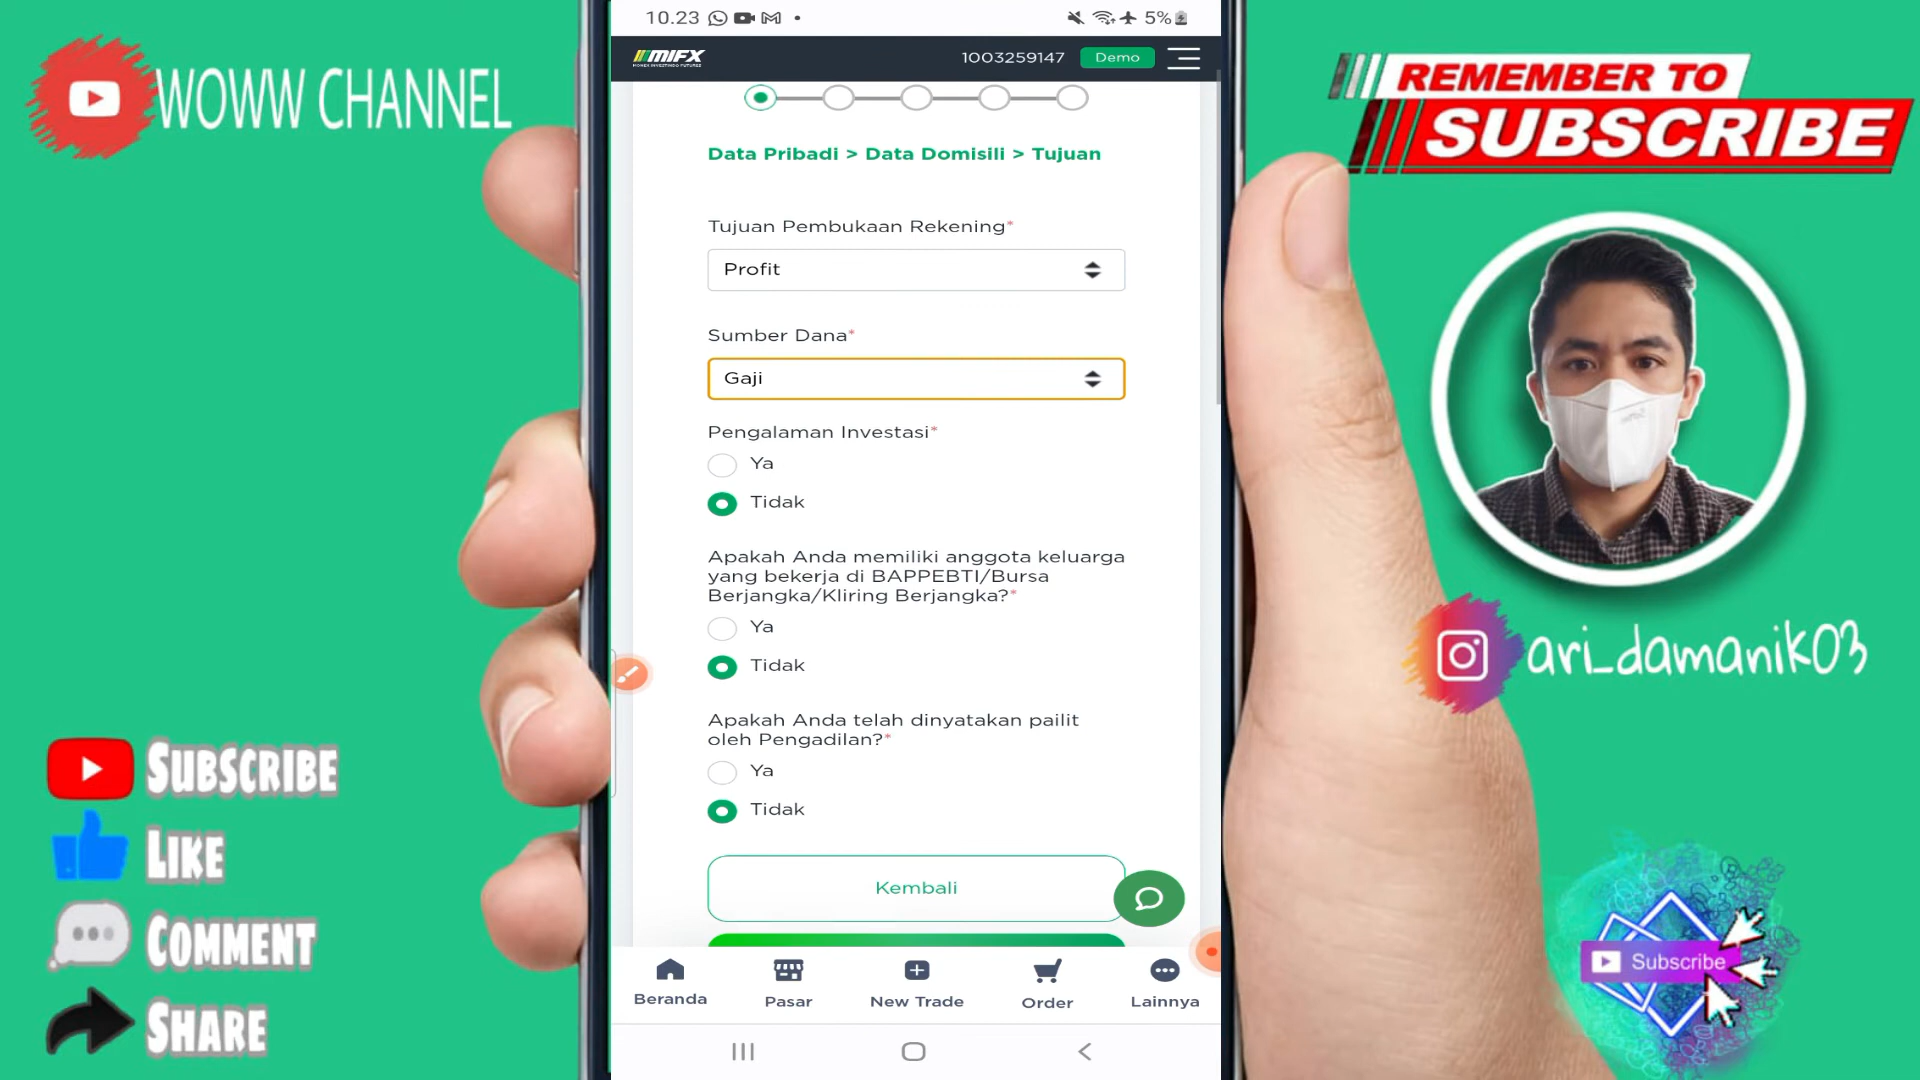 WOWW CHANNEL
10.23
5%
MIFX
MONEX INVESTINDO FUTURES
1003259147
Demo
Data Pribadi > Data Domisili > Tujuan
Tujuan Pembukaan Rekening*
Profit
Sumber Dana*
Gaji
Pengalaman Investasi*
Ya
Tidak
Apakah Anda memiliki anggota keluarga
yang bekerja di BAPPEBTI/Bursa
Berjangka/Kliring Berjangka?*
Ya
Tidak
Apakah Anda telah dinyatakan pailit
oleh Pengadilan?*
Ya
Tidak
Kembali
Beranda
Pasar
New Trade
Order
Lainnya
REMEMBER TO
SUBSCRIBE
ari_damanik03
SUBSCRIBE
LIKE
COMMENT
SHARE
Subscribe